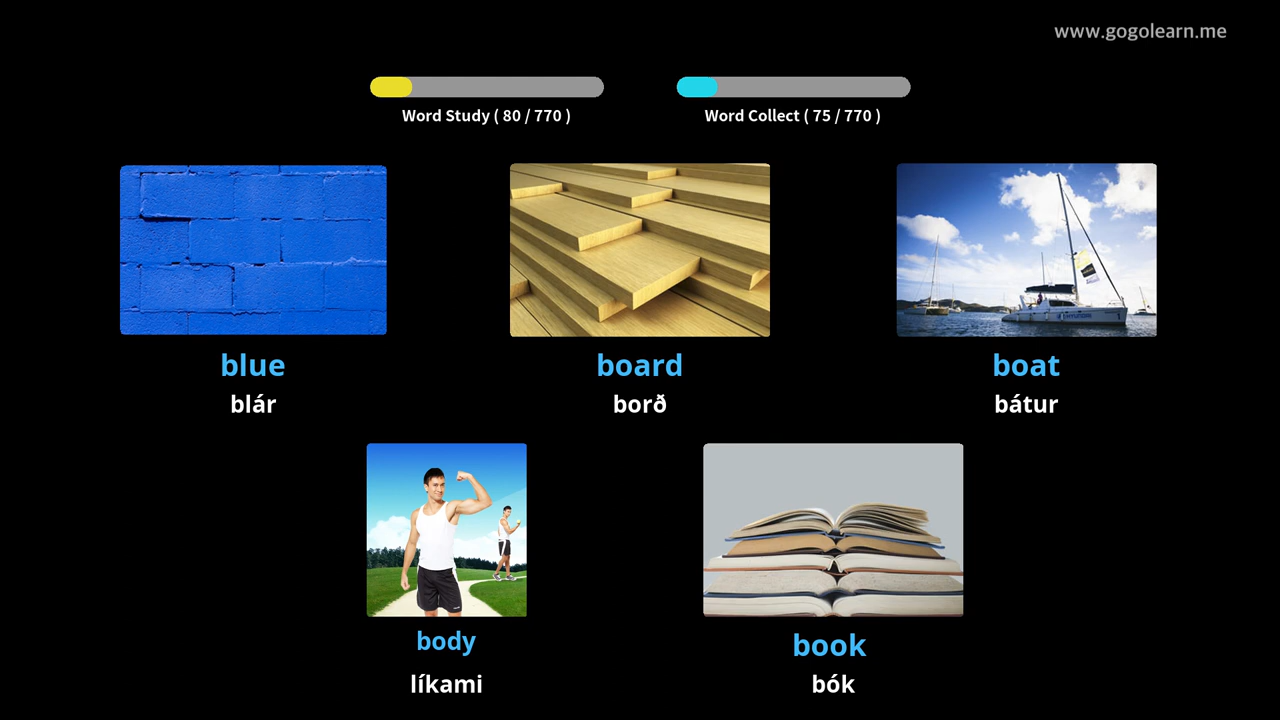 www.gogolearn.me
Word Study ( 80 / 770 )
Word Collect ( 75 / 770 )
blue
blár
board
borð
boat
bátur
body
líkami
book
bók